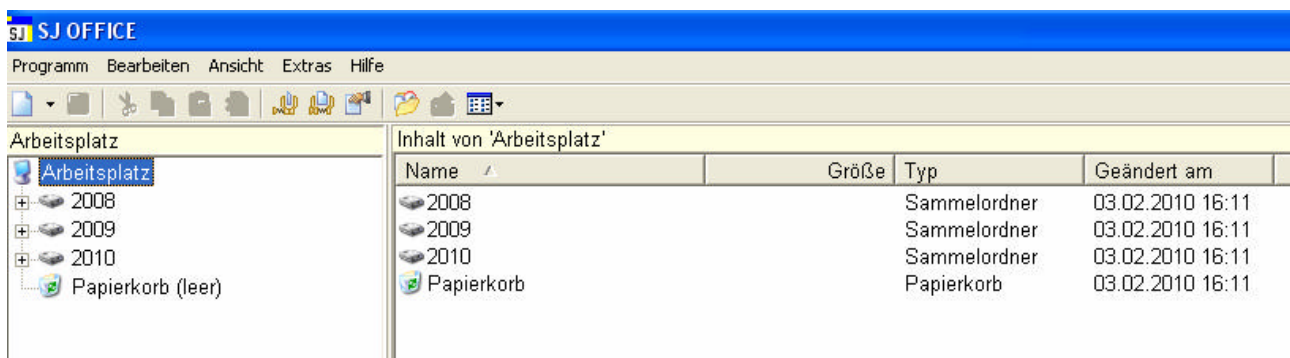 SJ SJ OFFICE
Programm Bearbeiten Ansicht Extras Hilfe
Arbeitsplatz
Arbeitsplatz
2008
2009
2010
Papierkorb (leer)
Inhalt von 'Arbeitsplatz'
Name Größe Typ Geändert am
2008 Sammelordner 03.02.2010 16:11
2009 Sammelordner 03.02.2010 16:11
2010 Sammelordner 03.02.2010 16:11
Papierkorb Papierkorb 03.02.2010 16:11